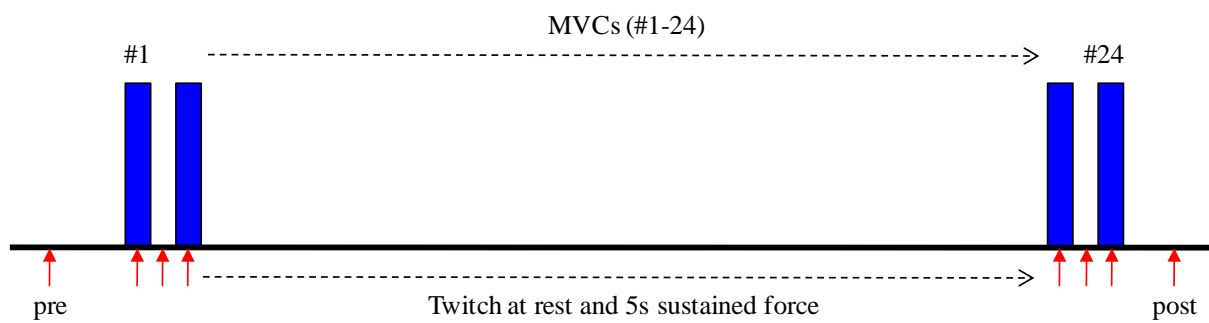 MVCs (#1-24)
#1
#24
pre
Twitch at rest and 5s sustained force
post